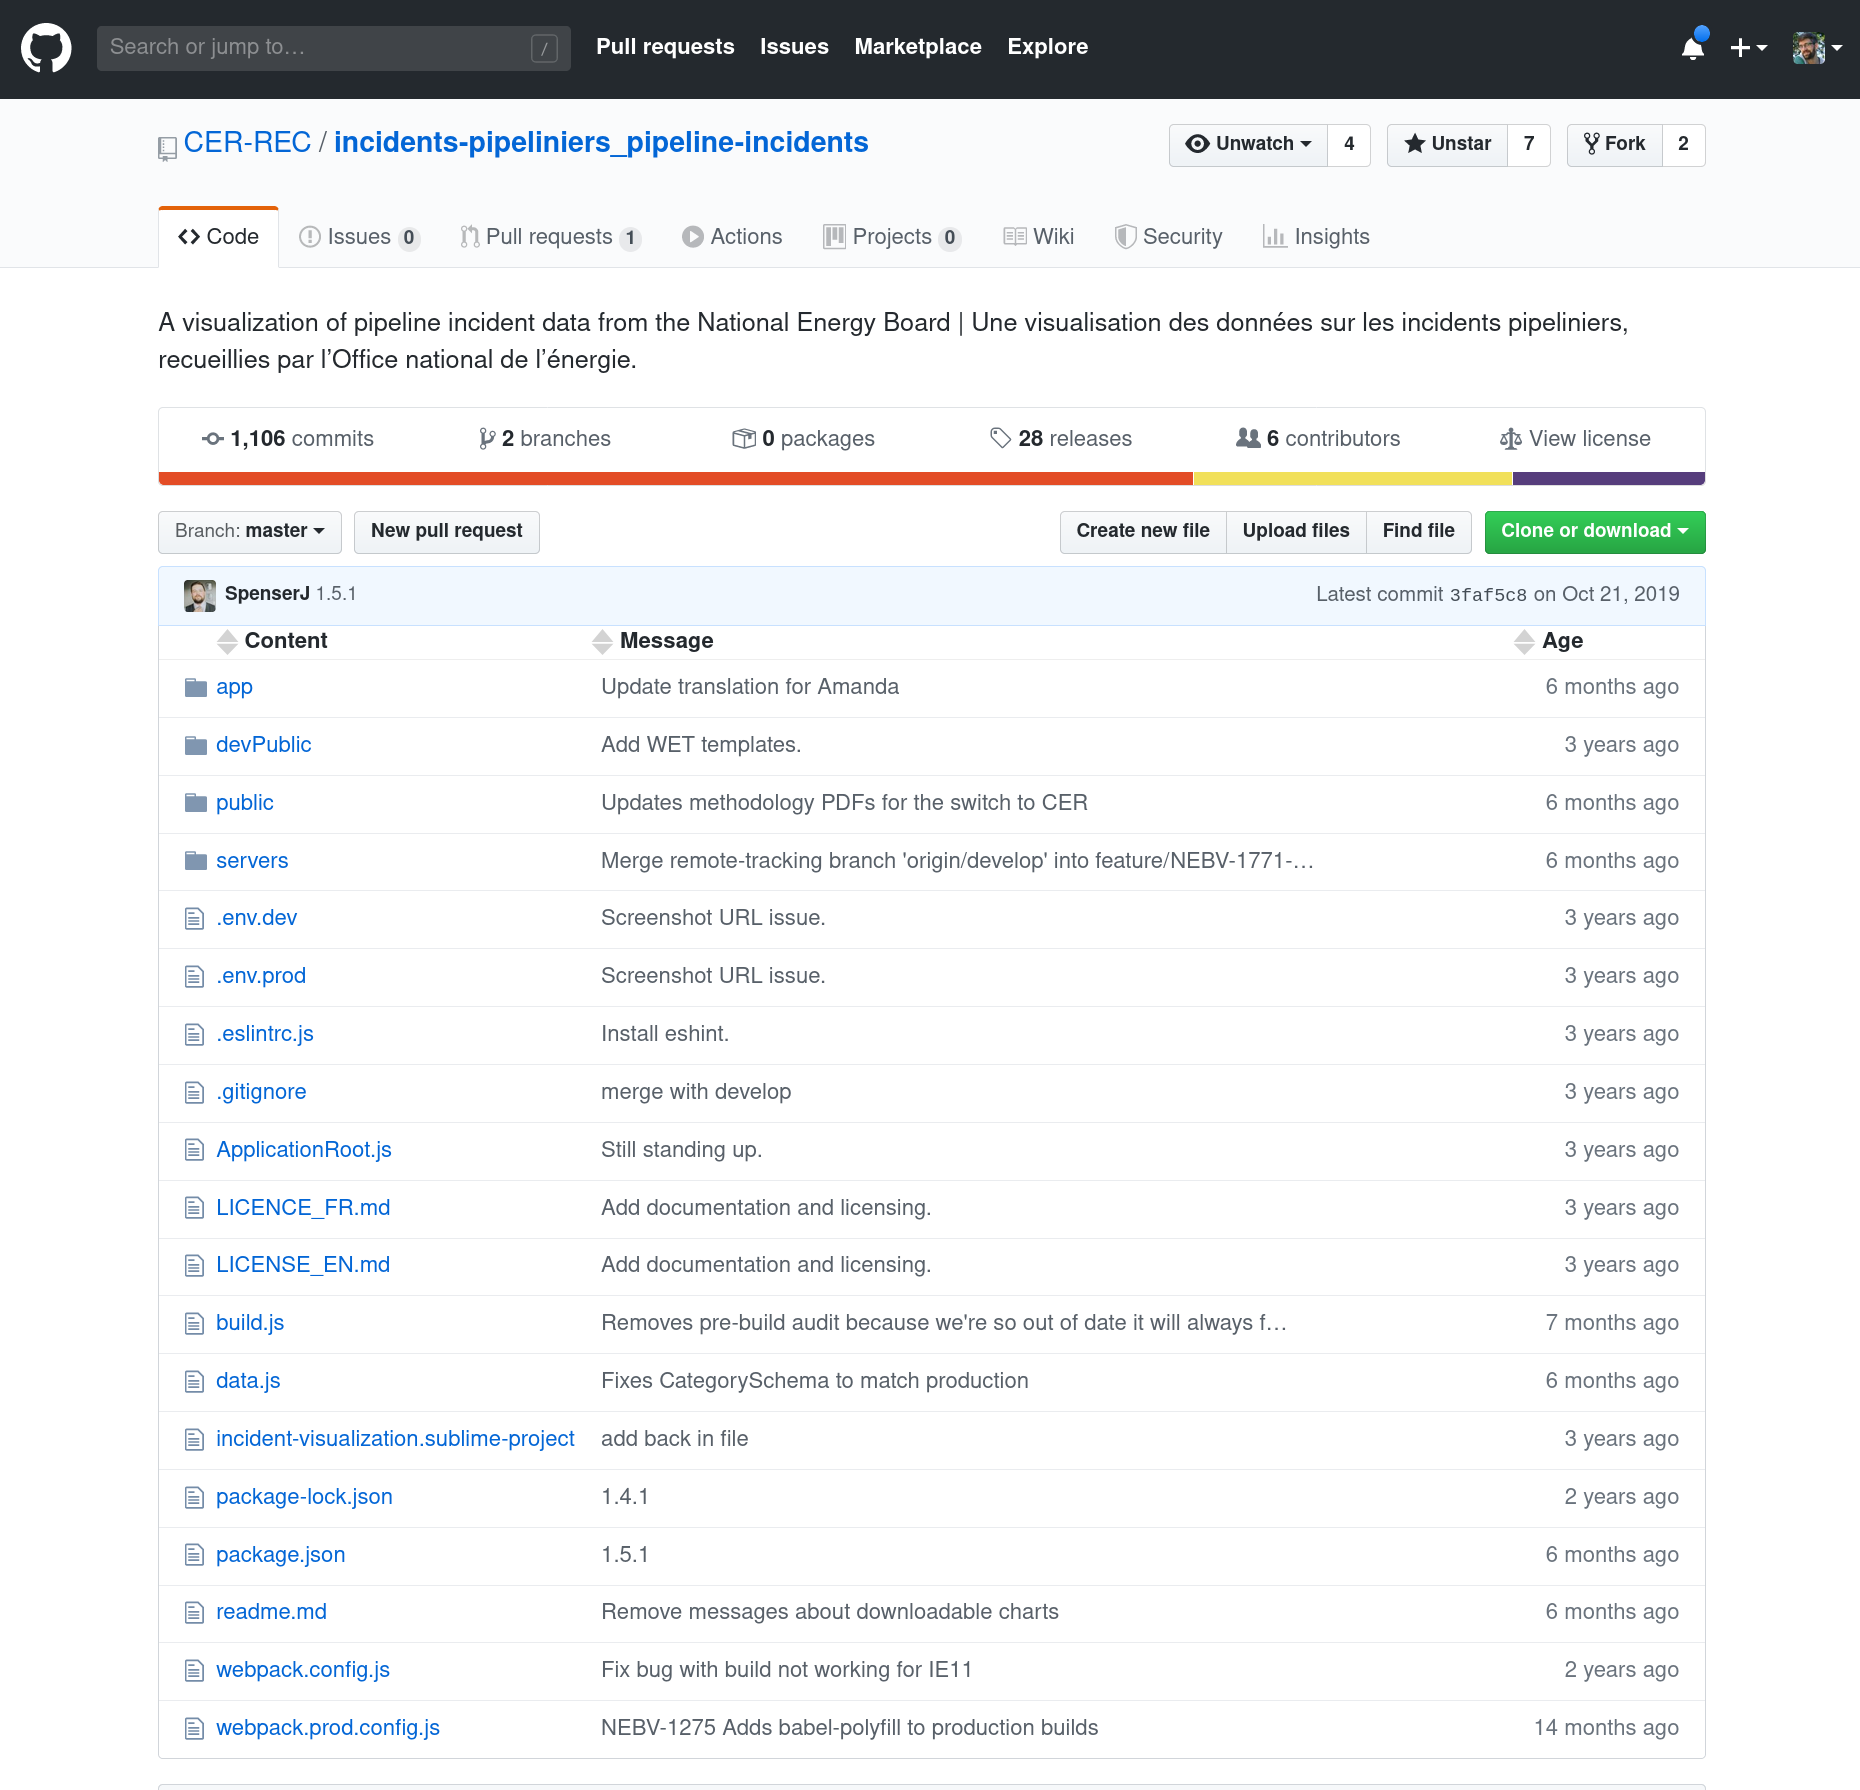 Search or jump to… /
Pull requests Issues Marketplace Explore
CER-REC / incidents-pipeliniers_pipeline-incidents
Unwatch 4 Unstar 7 Fork 2
Code Issues 0 Pull requests 1 Actions Projects 0 Wiki Security Insights
A visualization of pipeline incident data from the National Energy Board | Une visualisation des données sur les incidents pipeliniers,
recueillies par l’Office national de l’énergie.
1,106 commits 2 branches 0 packages 28 releases 6 contributors View license
Branch: master New pull request Create new file Upload files Find file Clone or download
SpenserJ 1.5.1 Latest commit 3faf5c8 on Oct 21, 2019
Content Message Age
app Update translation for Amanda 6 months ago
devPublic Add WET templates. 3 years ago
public Updates methodology PDFs for the switch to CER 6 months ago
servers Merge remote-tracking branch 'origin/develop' into feature/NEBV-1771-… 6 months ago
.env.dev Screenshot URL issue. 3 years ago
.env.prod Screenshot URL issue. 3 years ago
.eslintrc.js Install eshint. 3 years ago
.gitignore merge with develop 3 years ago
ApplicationRoot.js Still standing up. 3 years ago
LICENCE_FR.md Add documentation and licensing. 3 years ago
LICENSE_EN.md Add documentation and licensing. 3 years ago
build.js Removes pre-build audit because we're so out of date it will always f… 7 months ago
data.js Fixes CategorySchema to match production 6 months ago
incident-visualization.sublime-project add back in file 3 years ago
package-lock.json 1.4.1 2 years ago
package.json 1.5.1 6 months ago
readme.md Remove messages about downloadable charts 6 months ago
webpack.config.js Fix bug with build not working for IE11 2 years ago
webpack.prod.config.js NEBV-1275 Adds babel-polyfill to production builds 14 months ago